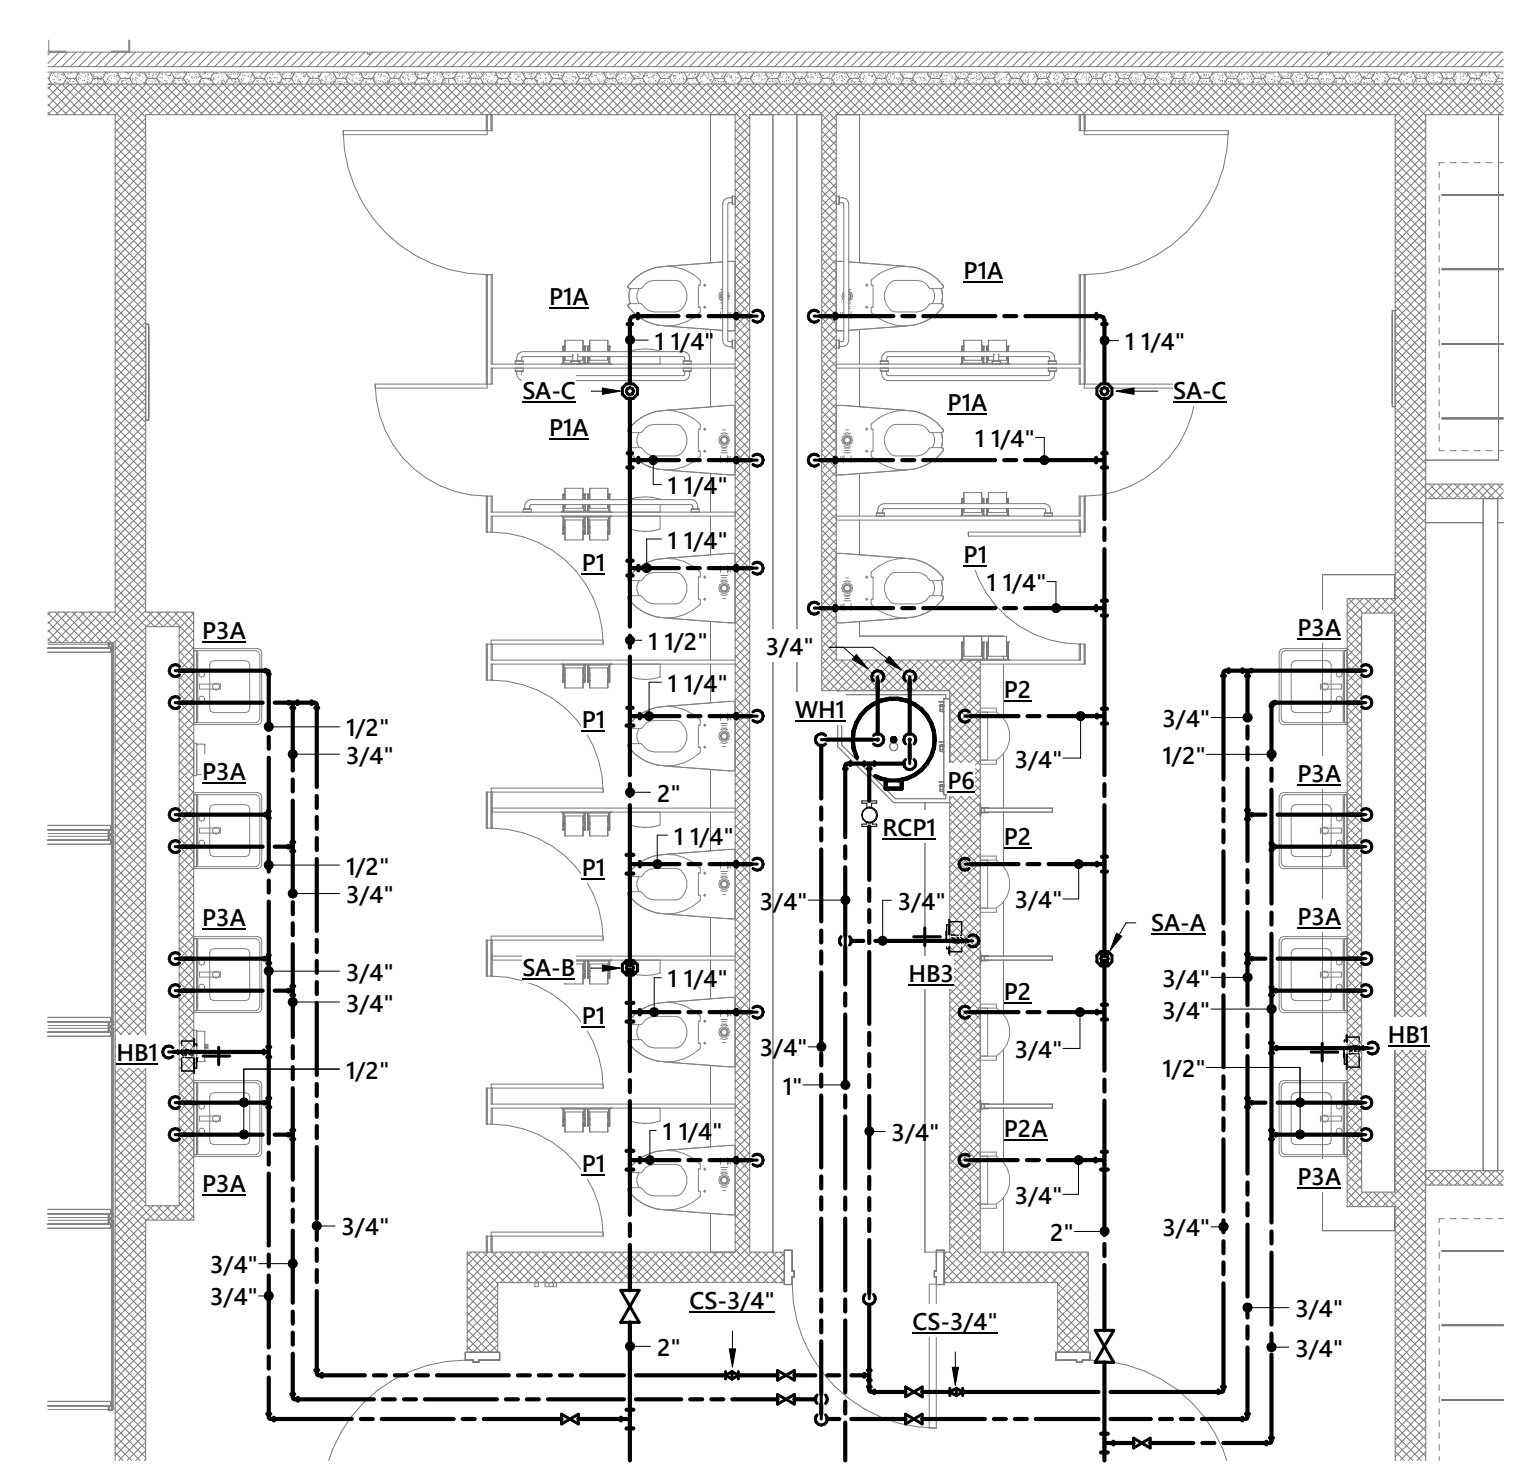 P1A
P1A
1 1/4"
1 1/4"
SA-C
SA-C
P1A
P1A
1 1/4"
1 1/4"
1 1/4"
P1
P1
1 1/4"
P3A
1 1/2"
3/4"
P3A
1 1/4"
P2
P1
WH1
3/4"
1/2"
3/4"
3/4"
1/2"
P3A
P6
P3A
2"
RCP1
1 1/4"
P2
1/2"
P1
3/4"
3/4"
3/4"
3/4"
P3A
P3A
SA-A
SA-B
3/4"
HB3
1 1/4"
3/4"
P2
3/4"
3/4"
P1
HB1
HB1
3/4"
3/4"
1/2"
1/2"
1"
1 1/4"
3/4"
P2A
P1
P3A
P3A
3/4"
3/4"
2"
3/4"
3/4"
3/4"
CS-3/4"
3/4"
CS-3/4"
2"
3/4"